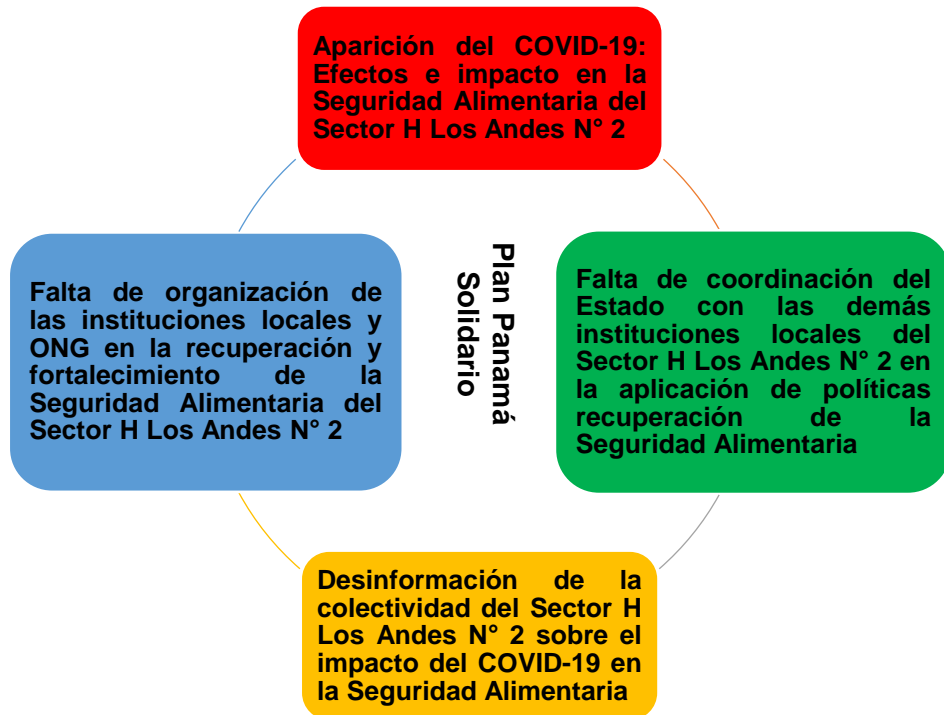 Aparición del COVID-19:
Efectos e impacto en la
Seguridad Alimentaria del
Sector H Los Andes N° 2
Falta de organización de
las instituciones locales y
ONG en la recuperación y
fortalecimiento de la
Seguridad Alimentaria del
Sector H Los Andes N° 2
Plan Panamá
Solidario
Falta de coordinación del
Estado con las demás
instituciones locales del
Sector H Los Andes N° 2 en
la aplicación de políticas
recuperación de la
Seguridad Alimentaria
Desinformación de la
colectividad del Sector H
Los Andes N° 2 sobre el
impacto del COVID-19 en
la Seguridad Alimentaria